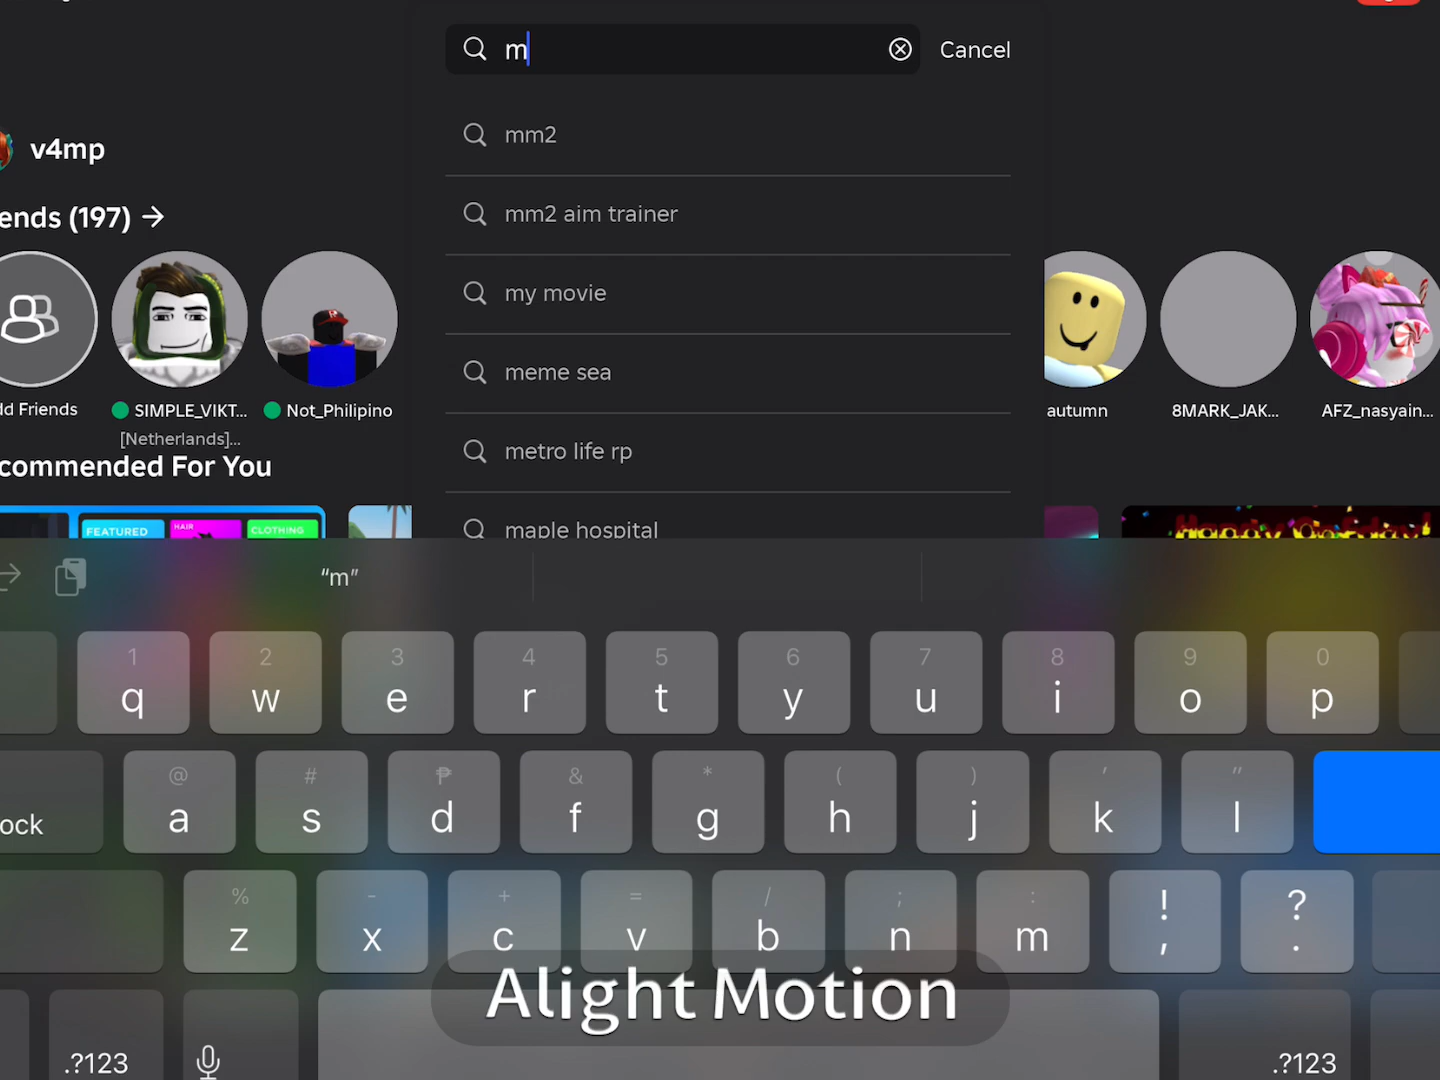 m
Cancel
mm2
v4mp
mm2 aim trainer
ends (197)
my movie
meme sea
dd Friends
SIMPLE_VIKT...
Not_Philipino
autumn
8MARK_JAK...
AFZ_nasyain...
[Netherlands]...
metro life rp
commended For You
maple hospital
FEATURED
HAIR
CLOTHING
“m”
1 2 3 4 5 6 7 8 9 0
q w e r t y u i o p
@ # ₱ & * ( ) ' "
ock a s d f g h j k l
% - + = / ; : ! ?
z x c v b n m , .
Alight Motion
.?123
.?123